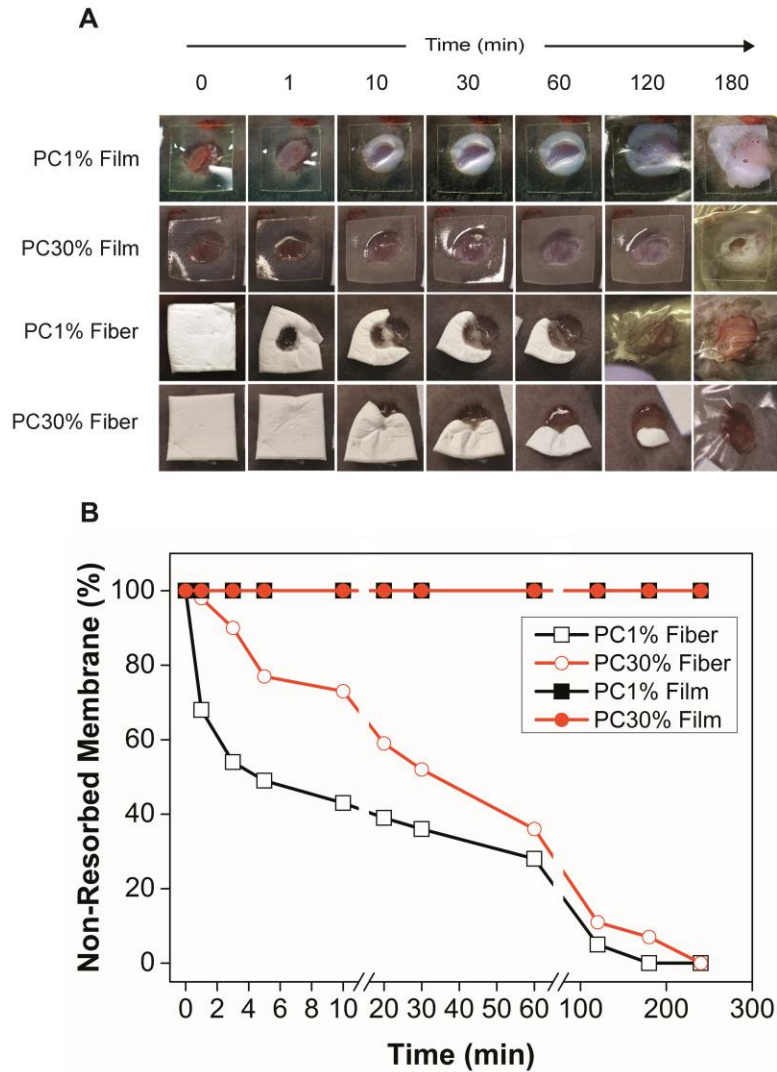 A
Time (min)
0 1 10 30 60 120 180
PC1% Film
PC30% Film
PC1% Fiber
PC30% Fiber
B
Non-Resorbed Membrane (%)
100
80
60
40
20
0
PC1% Fiber
PC30% Fiber
PC1% Film
PC30% Film
0 2 4 6 8 10 20 30 40 50 60 100 200 300
Time (min)